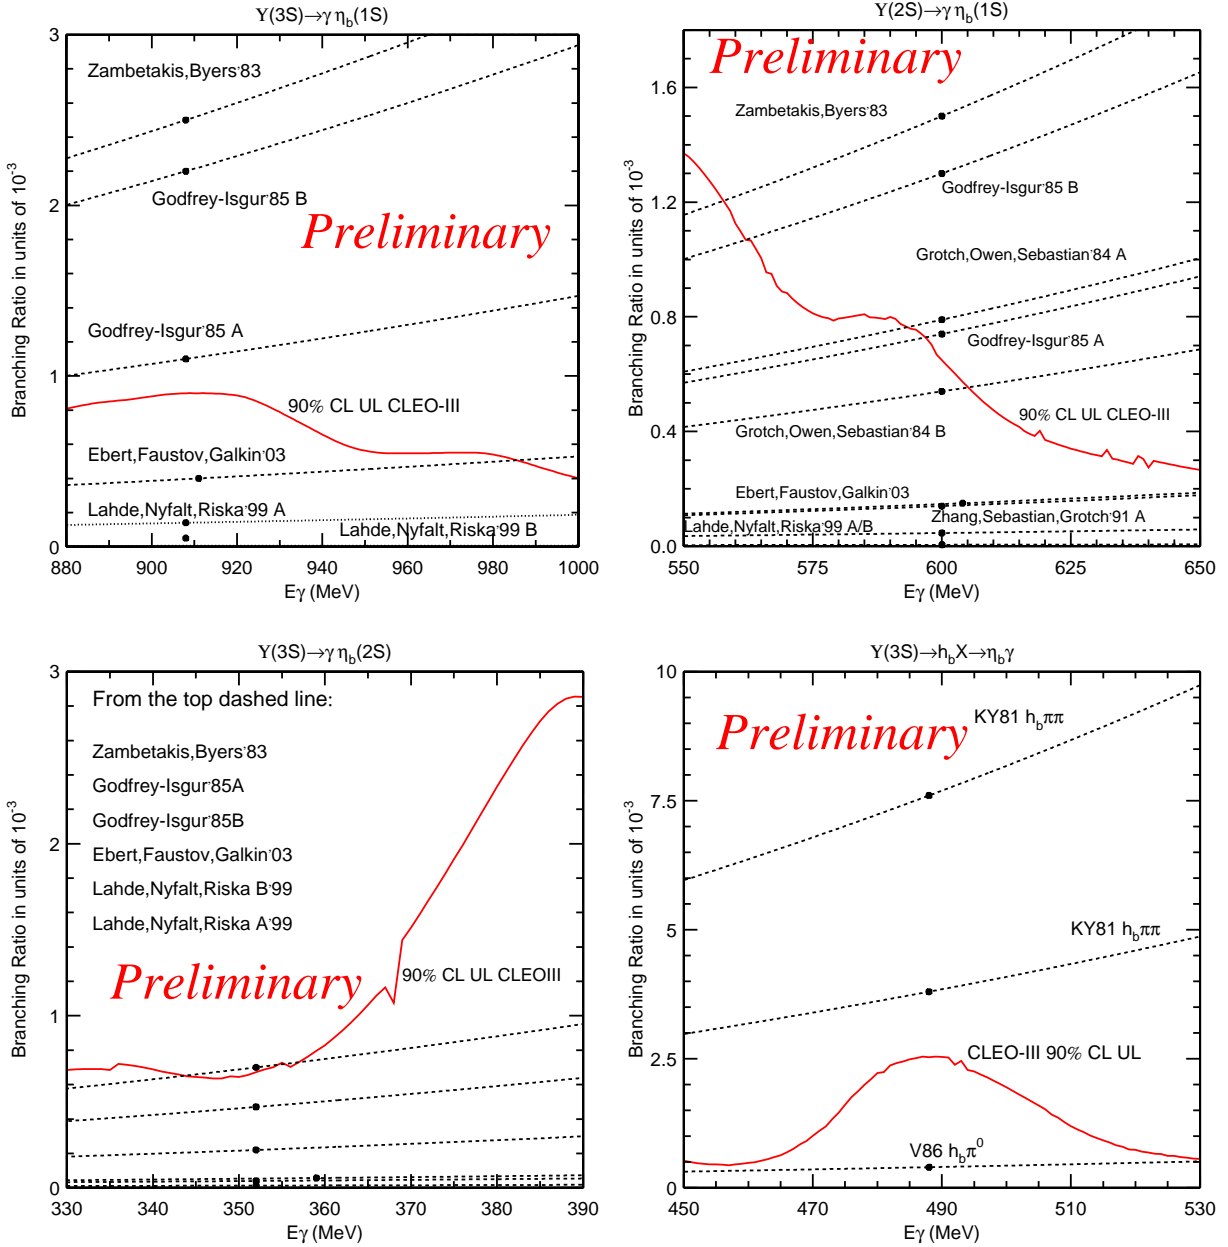 Υ(3S)→γ η_b(1S)
3
2
1
0
Branching Ratio in units of 10^-3
Zambetakis,Byers'83
Godfrey-Isgur'85 B
Preliminary
Godfrey-Isgur'85 A
90% CL UL CLEO-III
Ebert,Faustov,Galkin'03
Lahde,Nyfalt,Riska'99 A
Lahde,Nyfalt,Riska'99 B
880 900 920 940 960 980 1000
Eγ (MeV)
Υ(2S)→γ η_b(1S)
1.6
1.2
0.8
0.4
0.0
Branching Ratio in units of 10^-3
Preliminary
Zambetakis,Byers'83
Godfrey-Isgur'85 B
Grotch,Owen,Sebastian'84 A
Godfrey-Isgur'85 A
90% CL UL CLEO-III
Grotch,Owen,Sebastian'84 B
Ebert,Faustov,Galkin'03
Zhang,Sebastian,Grotch'91 A
Lahde,Nyfalt,Riska'99 A/B
550 575 600 625 650
Eγ (MeV)
Υ(3S)→γ η_b(2S)
3
2
1
0
Branching Ratio in units of 10^-3
From the top dashed line:
Zambetakis,Byers'83
Godfrey-Isgur'85A
Godfrey-Isgur'85B
Ebert,Faustov,Galkin'03
Lahde,Nyfalt,Riska B'99
Lahde,Nyfalt,Riska A'99
Preliminary
90% CL UL CLEOIII
330 340 350 360 370 380 390
Eγ (MeV)
Υ(3S)→h_bX→η_bγ
10
7.5
5
2.5
0
Branching Ratio in units of 10^-3
Preliminary
KY81 h_bππ
KY81 h_bππ
CLEO-III 90% CL UL
V86 h_bπ^0
450 470 490 510 530
Eγ (MeV)